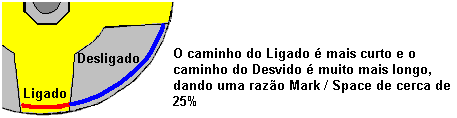 Desligado
Ligado
O caminho do Ligado é mais curto e o
caminho do Desvido é muito mais longo,
dando uma razão Mark / Space de cerca de
25%